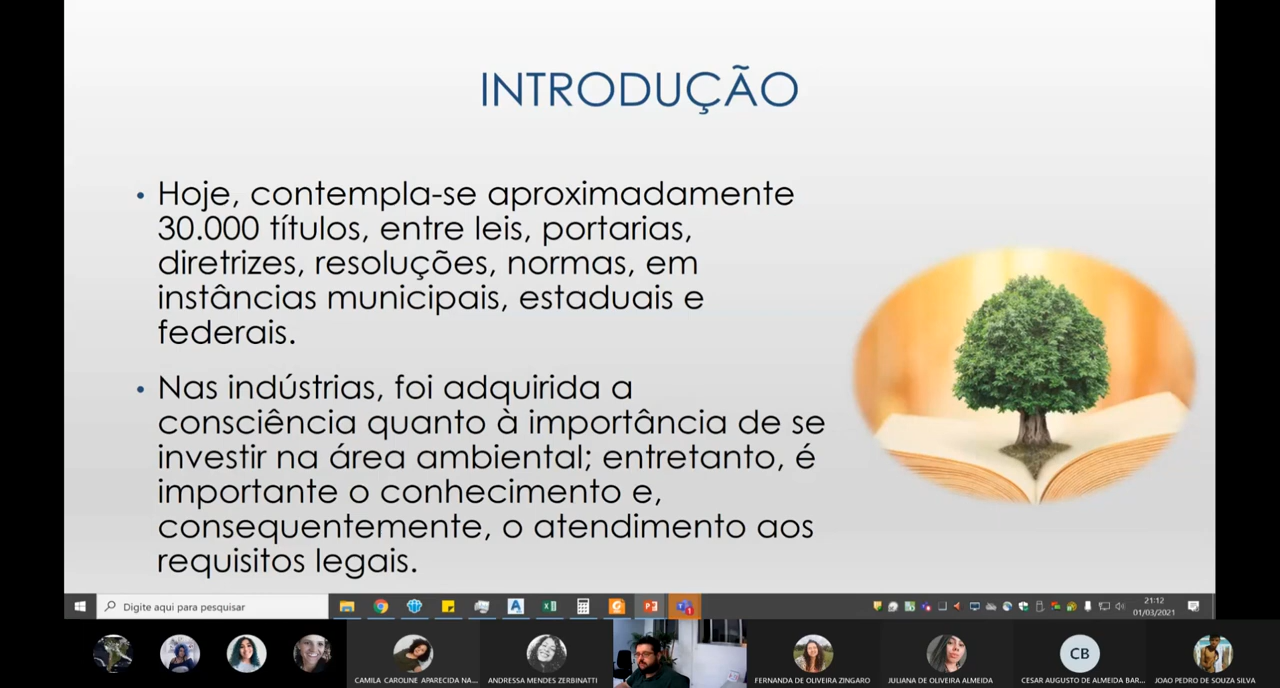 INTRODUÇÃO
• Hoje, contempla-se aproximadamente
30.000 títulos, entre leis, portarias,
diretrizes, resoluções, normas, em
instâncias municipais, estaduais e
federais.
• Nas indústrias, foi adquirida a
consciência quanto à importância de se
investir na área ambiental; entretanto, é
importante o conhecimento e,
consequentemente, o atendimento aos
requisitos legais.
Digite aqui para pesquisar
21:12
01/03/2021
CB
CAMILA CAROLINE APARECIDA NA...
ANDRESSA MENDES ZERBINATTI
FERNANDA DE OLIVEIRA ZINGARO
JULIANA DE OLIVEIRA ALMEIDA
CESAR AUGUSTO DE ALMEIDA BAR...
JOAO PEDRO DE SOUZA SILVA